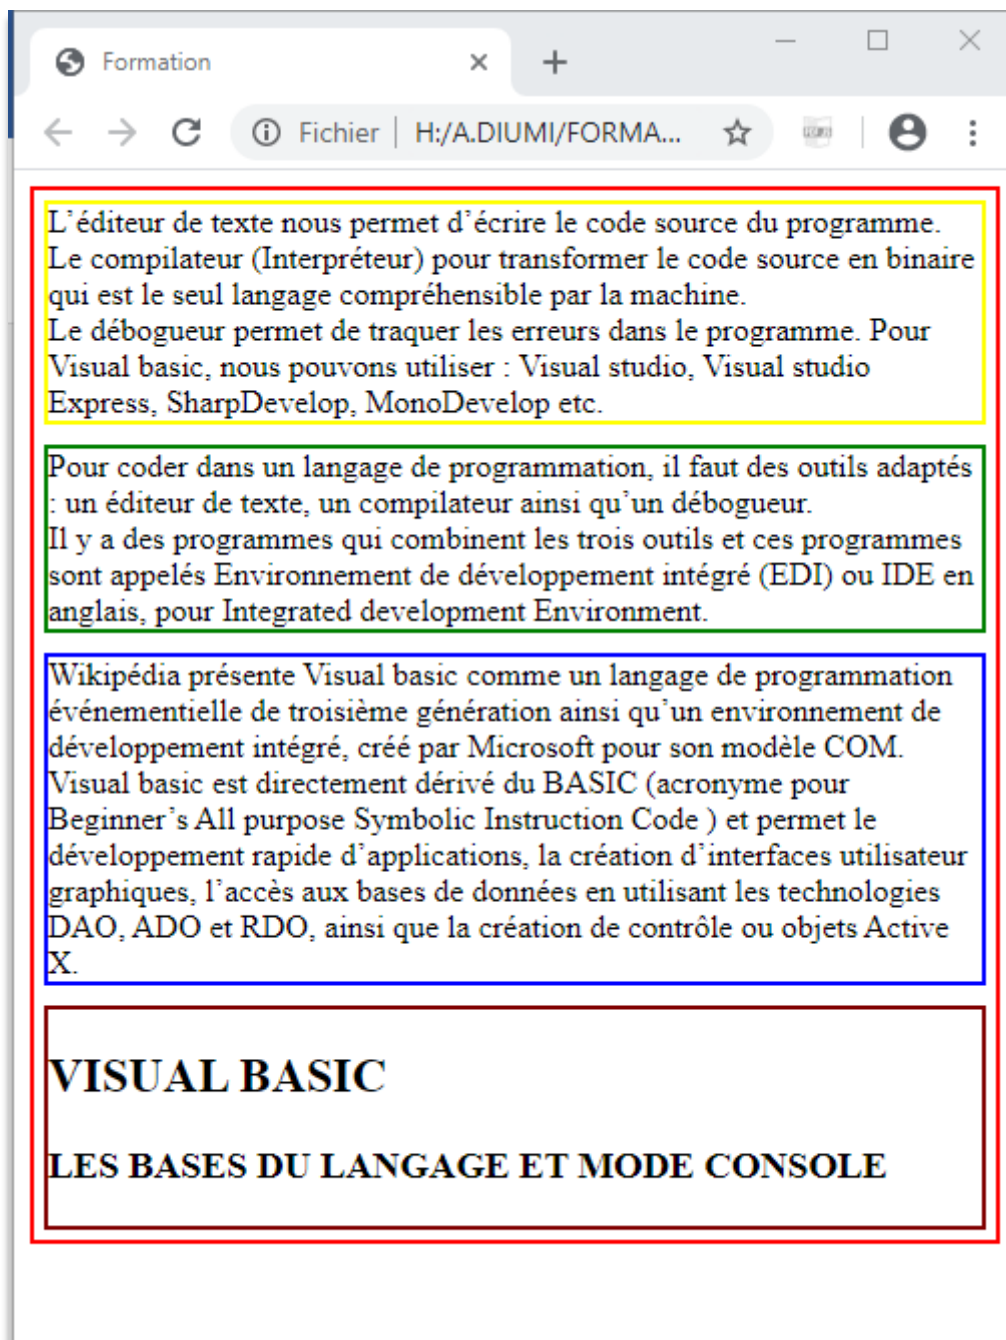 Formation
Fichier | H:/A.DIUMI/FORMA...
L’éditeur de texte nous permet d’écrire le code source du programme.
Le compilateur (Interpréteur) pour transformer le code source en binaire
qui est le seul langage compréhensible par la machine.
Le débogueur permet de traquer les erreurs dans le programme. Pour
Visual basic, nous pouvons utiliser : Visual studio, Visual studio
Express, SharpDevelop, MonoDevelop etc.
Pour coder dans un langage de programmation, il faut des outils adaptés
: un éditeur de texte, un compilateur ainsi qu’un débogueur.
Il y a des programmes qui combinent les trois outils et ces programmes
sont appelés Environnement de développement intégré (EDI) ou IDE en
anglais, pour Integrated development Environment.
Wikipédia présente Visual basic comme un langage de programmation
événementielle de troisième génération ainsi qu’un environnement de
développement intégré, créé par Microsoft pour son modèle COM.
Visual basic est directement dérivé du BASIC (acronyme pour
Beginner’s All purpose Symbolic Instruction Code ) et permet le
développement rapide d’applications, la création d’interfaces utilisateur
graphiques, l’accès aux bases de données en utilisant les technologies
DAO, ADO et RDO, ainsi que la création de contrôle ou objets Active
X.
VISUAL BASIC
LES BASES DU LANGAGE ET MODE CONSOLE